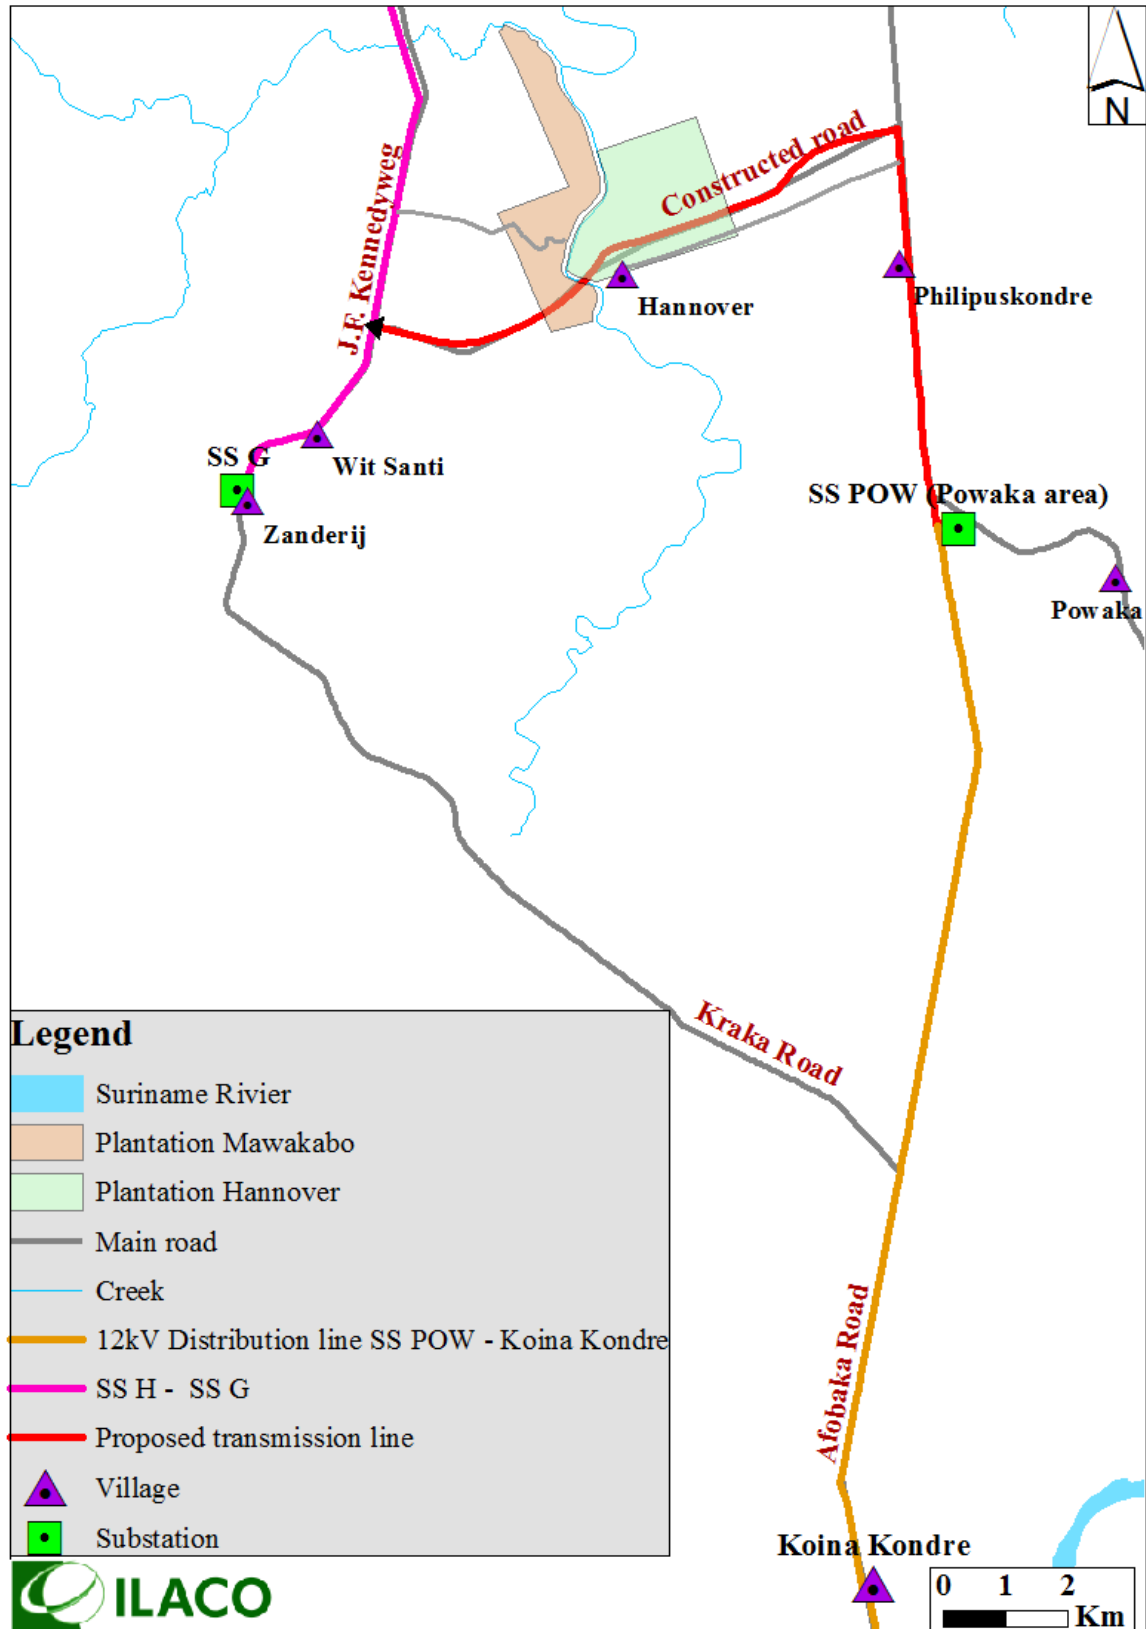 N
Constructed road
J.F. Kennedyweg
Hannover
Philipuskondre
SS G
Wit Santi
SS POW (Powaka area)
Zanderij
Powaka
Kraka Road
Legend
Suriname Rivier
Plantation Mawakabo
Plantation Hannover
Main road
Creek
12kV Distribution line SS POW - Koina Kondre
SS H - SS G
Proposed transmission line
Village
Substation
Afobaka Road
Koina Kondre
0 1 2
Km
ILACO